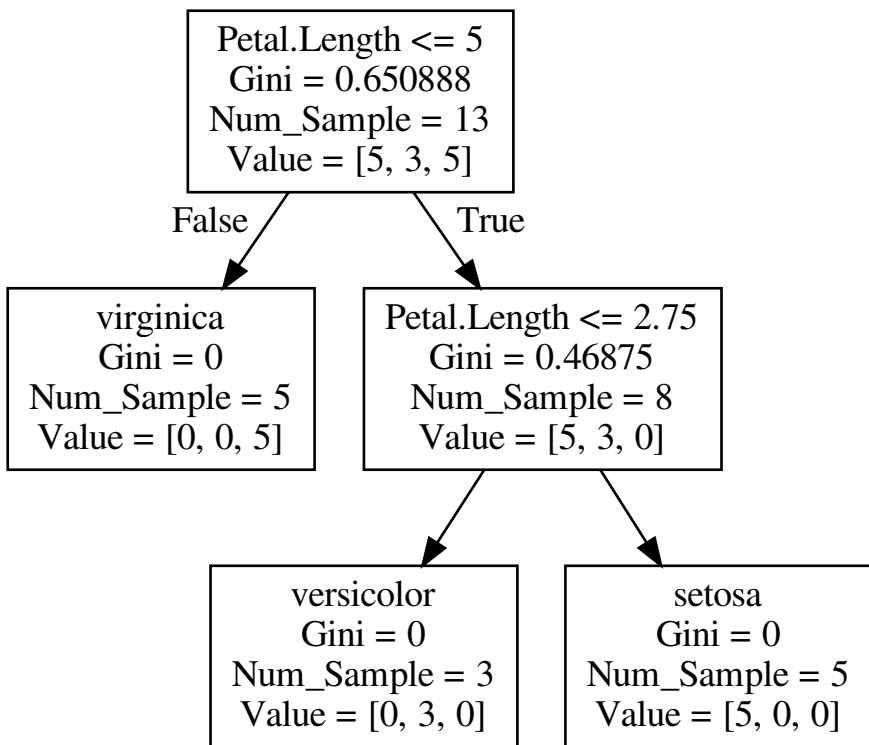 Petal.Length <= 5
Gini = 0.650888
Num_Sample = 13
Value = [5, 3, 5]
False
True
virginica
Gini = 0
Num_Sample = 5
Value = [0, 0, 5]
Petal.Length <= 2.75
Gini = 0.46875
Num_Sample = 8
Value = [5, 3, 0]
versicolor
Gini = 0
Num_Sample = 3
Value = [0, 3, 0]
setosa
Gini = 0
Num_Sample = 5
Value = [5, 0, 0]